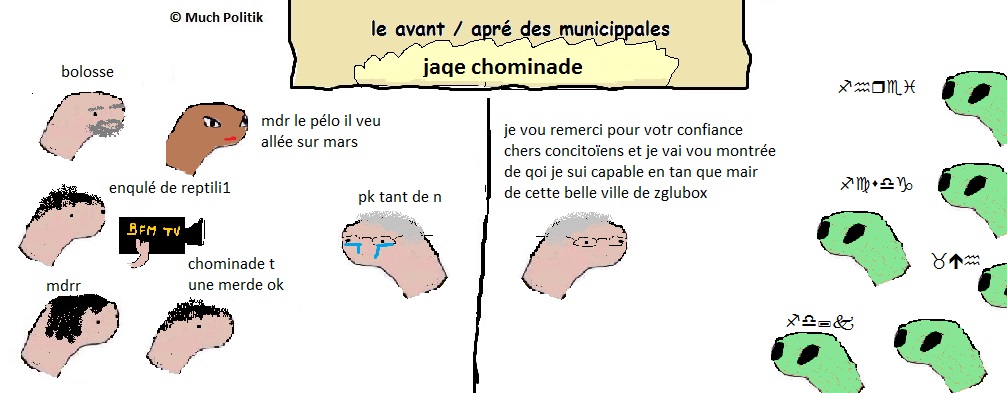 © Much Politik
le avant / apré des municippales
jaqe chominade
bolosse
mdr le pélo il veu
allée sur mars
enqulé de reptili1
BFM TV
chominade t
une merde ok
mdrr
pk tant de n
je vou remerci pour votr confiance
chers concitoïens et je vai vou montrée
de qoi je sui capable en tant que mair
de cette belle ville de zglubox
♐♒❒♏♓
♐♍⬧♎♑
♉🡹♒
♐♎=&